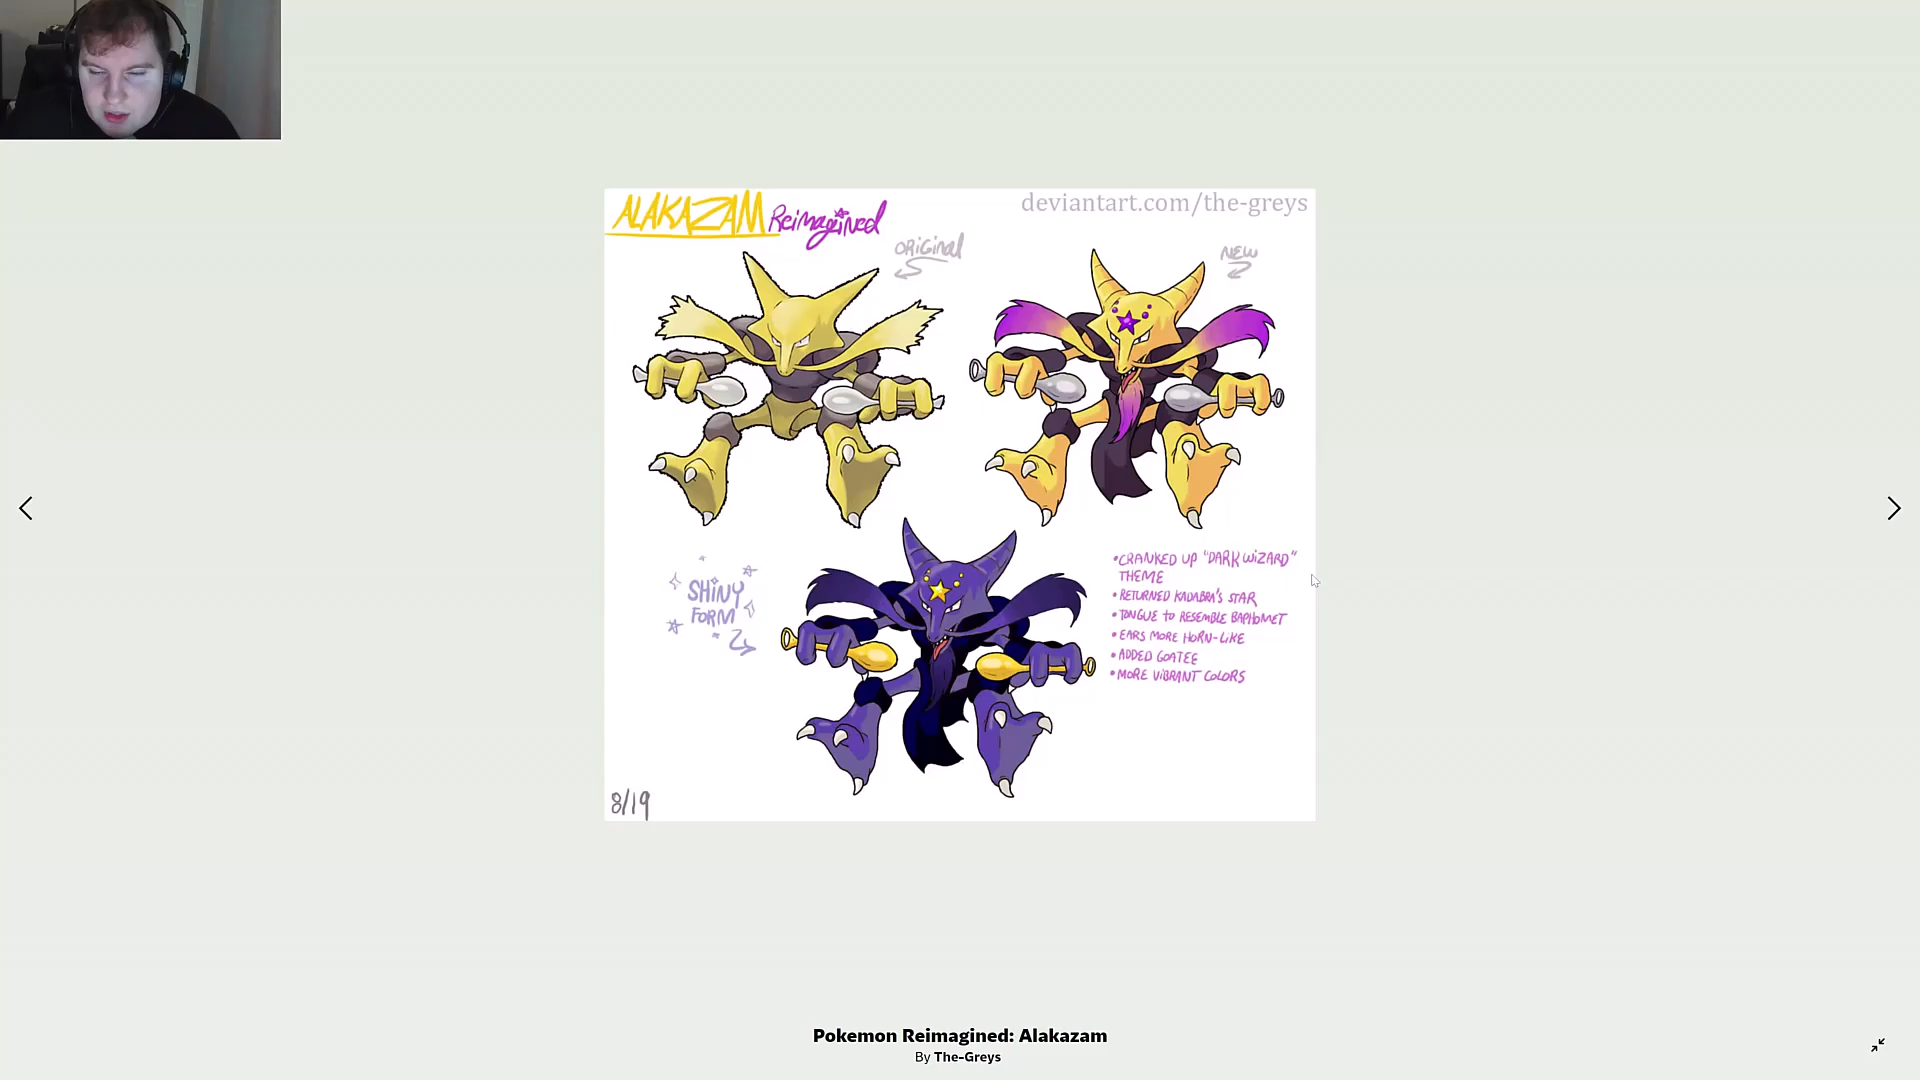 ALAKAZAM Reimagined
deviantart.com/the-greys
ORIGINAL
NEW
SHINY
FORM
•CRANKED UP "DARK WIZARD"
THEME
•RETURNED KADABRA'S STAR
•TONGUE TO RESEMBLE BAPHOMET
•EARS MORE HORN-LIKE
•ADDED GOATEE
•MORE VIBRANT COLORS
8/19
Pokemon Reimagined: Alakazam
By The-Greys